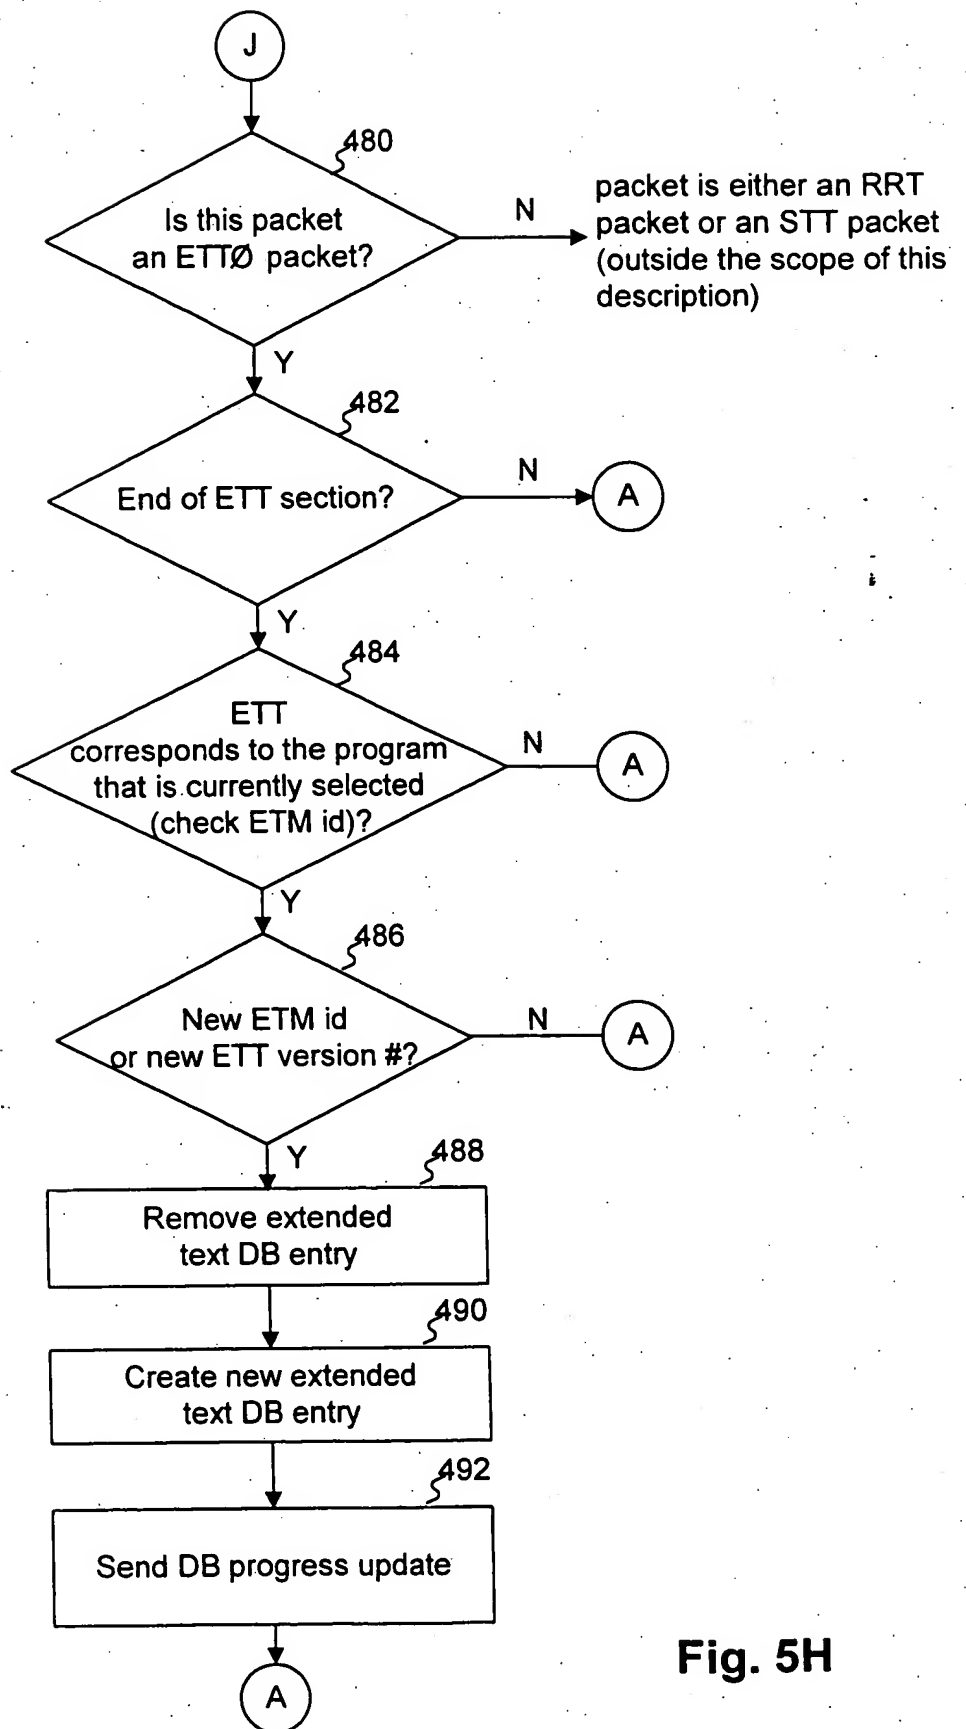 J
480
Is this packet
an ETTØ packet?
N
packet is either an RRT
packet or an STT packet
(outside the scope of this
description)
Y
482
End of ETT section?
N
A
Y
484
ETT
corresponds to the program
that is currently selected
(check ETM id)?
N
A
Y
486
New ETM id
or new ETT version #?
N
A
Y
488
Remove extended
text DB entry
490
Create new extended
text DB entry
492
Send DB progress update
A
Fig. 5H